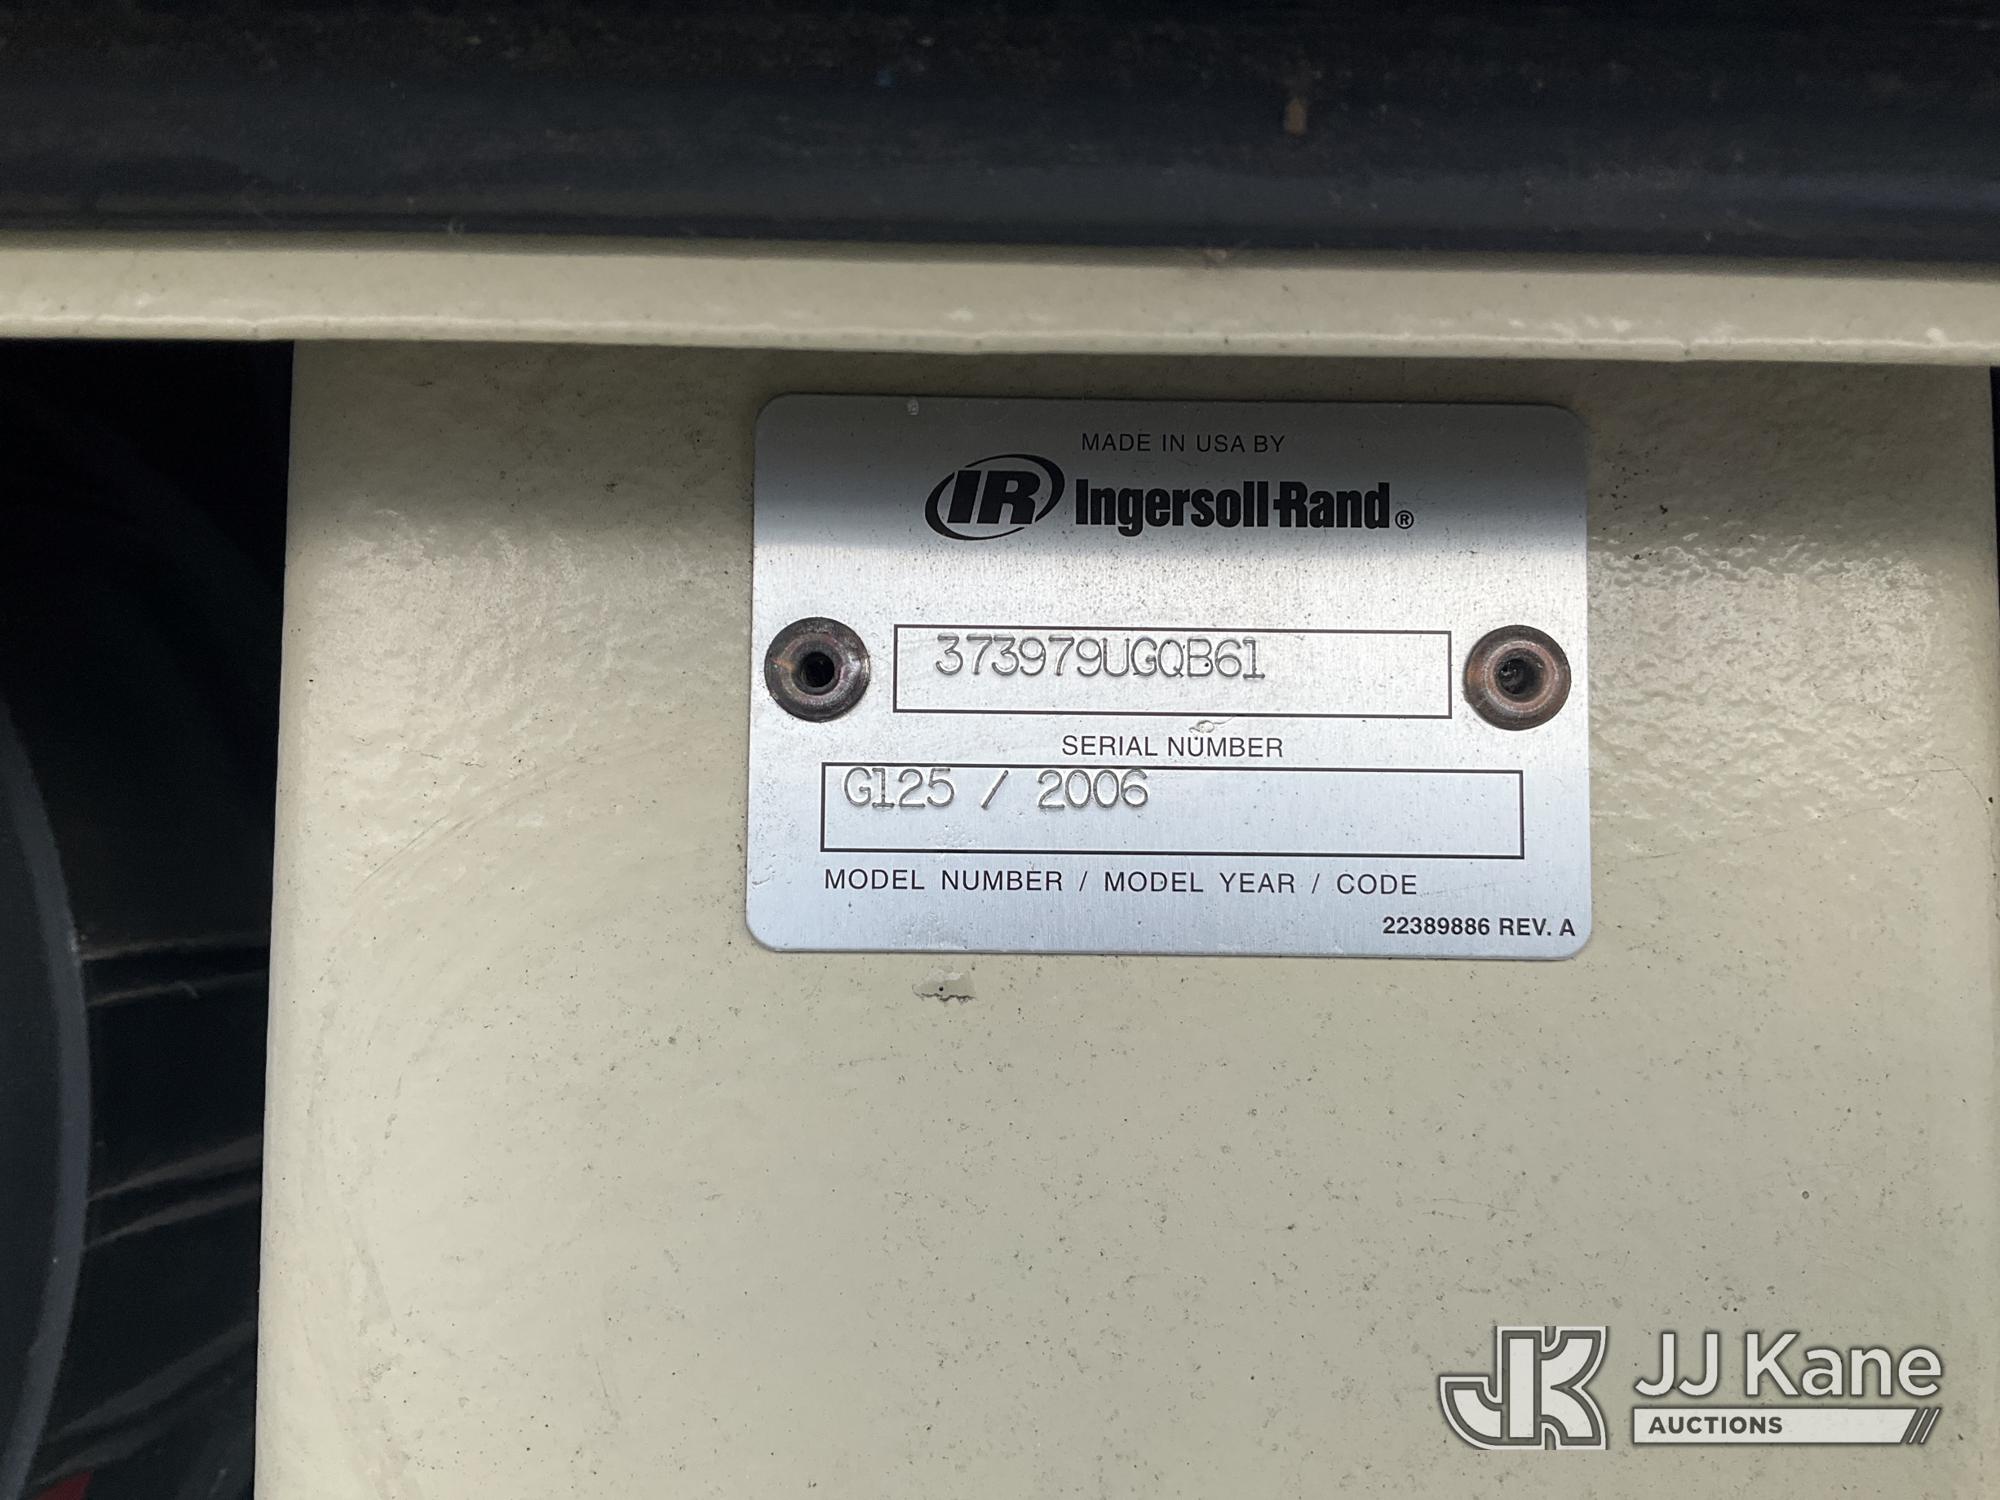 MADE IN USA BY
IR Ingersoll-Rand®
373979UGQB61
SERIAL NUMBER
G125 / 2006
MODEL NUMBER / MODEL YEAR / CODE
22389886 REV. A
JK JJ Kane
AUCTIONS